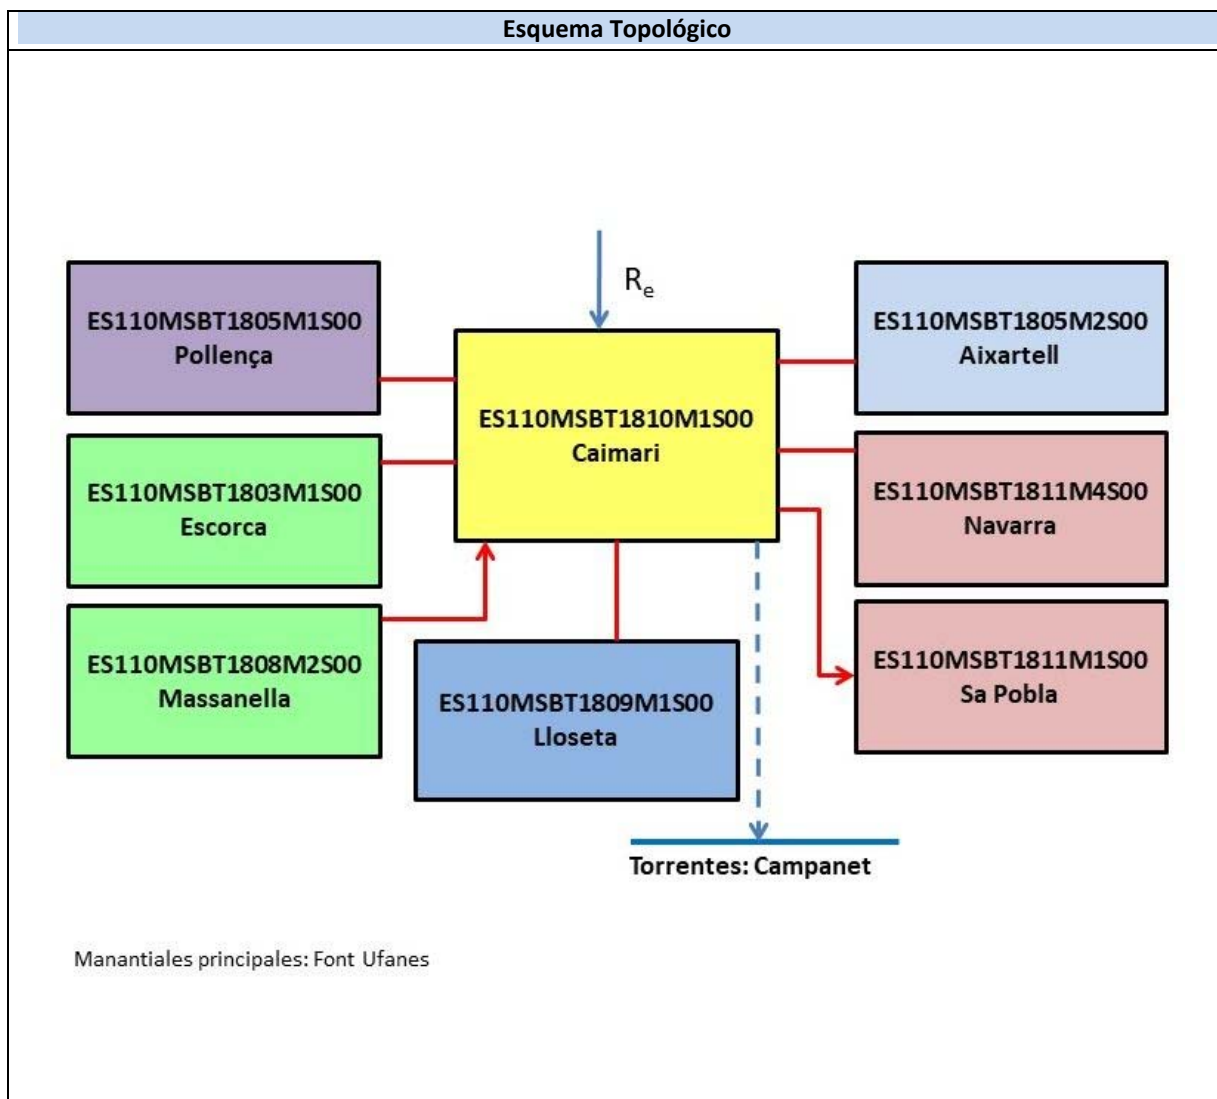 Esquema Topológico
R_e
ES110MSBT1805M1S00
Pollença
ES110MSBT1805M2S00
Aixartell
ES110MSBT1810M1S00
Caimari
ES110MSBT1803M1S00
Escorca
ES110MSBT1811M4S00
Navarra
ES110MSBT1808M2S00
Massanella
ES110MSBT1809M1S00
Lloseta
ES110MSBT1811M1S00
Sa Pobla
Torrentes: Campanet
Manantiales principales: Font Ufanes